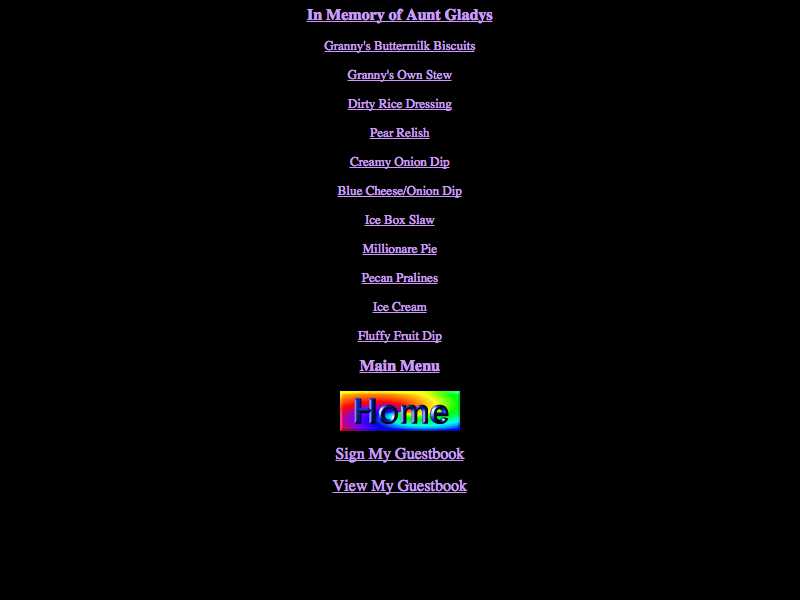 In Memory of Aunt Gladys
Granny's Buttermilk Biscuits
Granny's Own Stew
Dirty Rice Dressing
Pear Relish
Creamy Onion Dip
Blue Cheese/Onion Dip
Ice Box Slaw
Millionare Pie
Pecan Pralines
Ice Cream
Fluffy Fruit Dip
Main Menu
Home
Sign My Guestbook
View My Guestbook